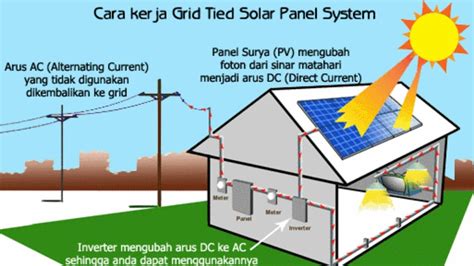 Cara kerja Grid Tied Solar Panel System
Arus AC (Alternating Current)
yang tidak digunakan
dikembalikan ke grid
Panel Surya (PV) mengubah
foton dari sinar matahari
menjadi arus DC (Direct Current)
Meter
Panel
Meter
Inverter
Inverter mengubah arus DC ke AC
sehingga anda dapat menggunakannya